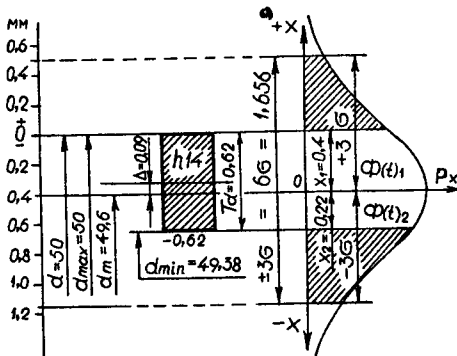 мм
+x
0,6
0,4
0,2
±
0
0,2
0,4
0,6
0,8
1,0
1,2
d=50
dmax=50
dm=49,6
Δ=0,09
h14
-0,62
dmin=49,38
Td=0,62
±3σ = 6σ = 1,656
0
x1=0,4
x2=0,22
+3σ
-3σ
Ф(t)1
Ф(t)2
Px
-x